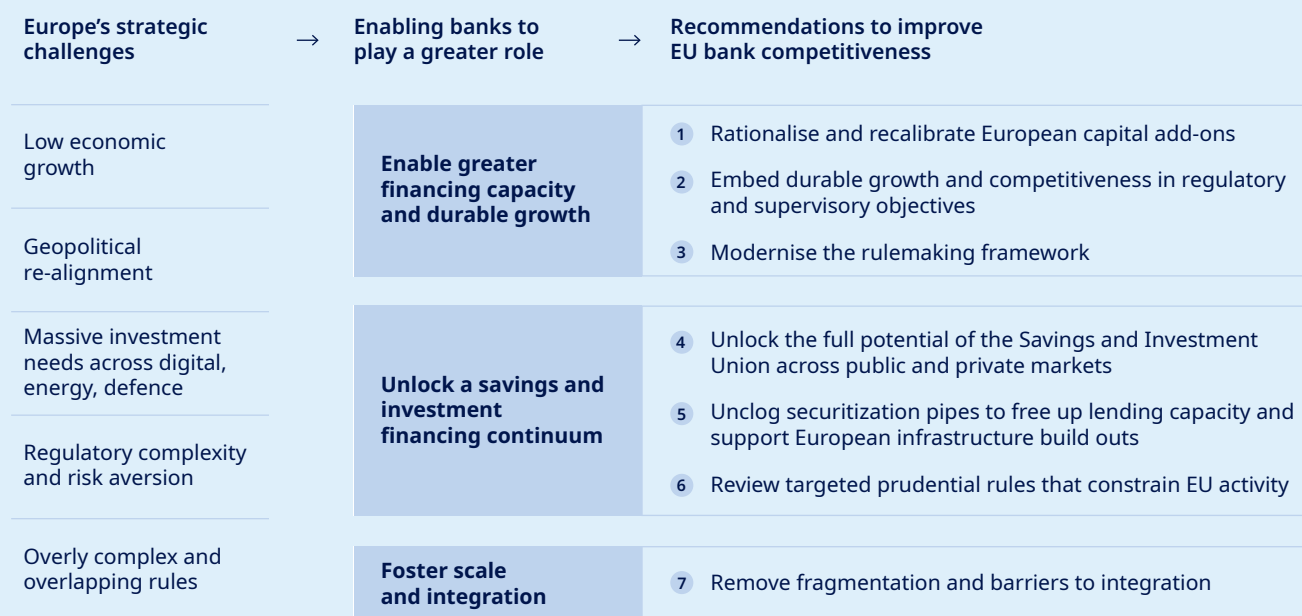 Europe’s strategic
challenges
→
Enabling banks to
play a greater role
→
Recommendations to improve
EU bank competitiveness
Low economic
growth
Geopolitical
re-alignment
Massive investment
needs across digital,
energy, defence
Regulatory complexity
and risk aversion
Overly complex and
overlapping rules
Enable greater
financing capacity
and durable growth
1 Rationalise and recalibrate European capital add-ons
2 Embed durable growth and competitiveness in regulatory
and supervisory objectives
3 Modernise the rulemaking framework
Unlock a savings and
investment
financing continuum
4 Unlock the full potential of the Savings and Investment
Union across public and private markets
5 Unclog securitization pipes to free up lending capacity and
support European infrastructure build outs
6 Review targeted prudential rules that constrain EU activity
Foster scale
and integration
7 Remove fragmentation and barriers to integration